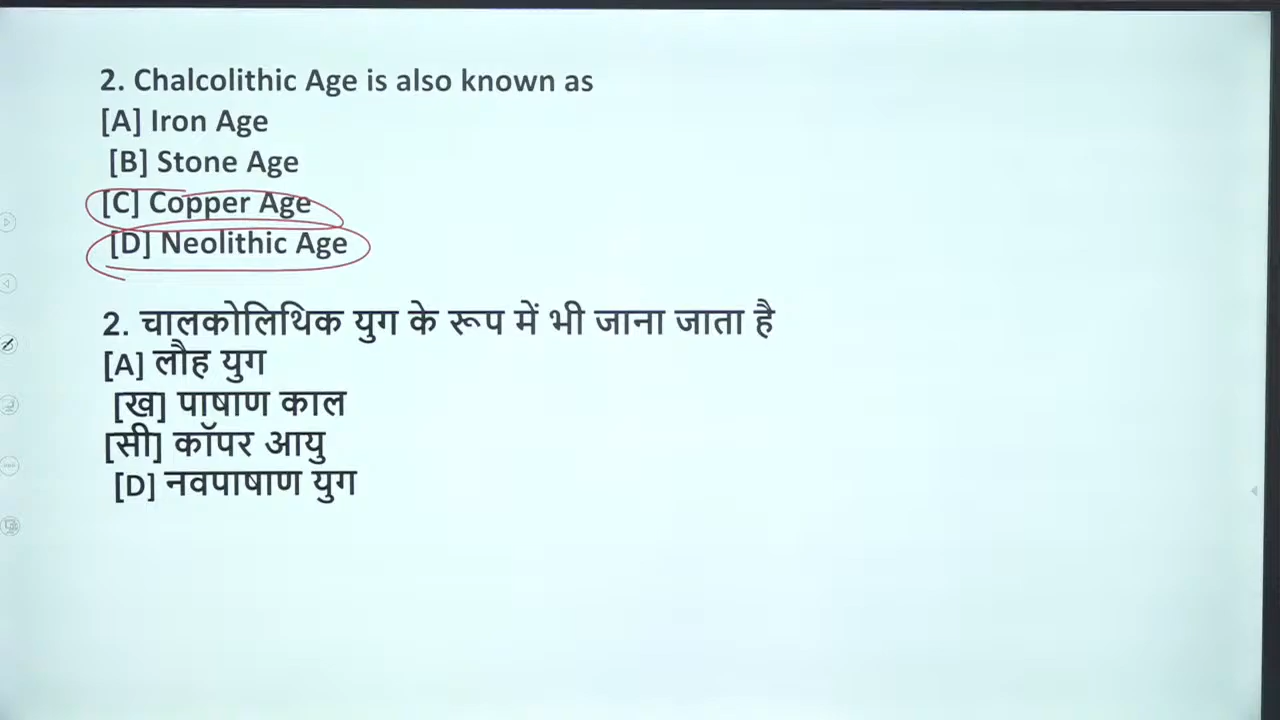 2. Chalcolithic Age is also known as
[A] Iron Age
[B] Stone Age
[C] Copper Age
[D] Neolithic Age
2. चालकोलिथिक युग के रूप में भी जाना जाता है
[A] लौह युग
[ख] पाषाण काल
[सी] कॉपर आयु
[D] नवपाषाण युग